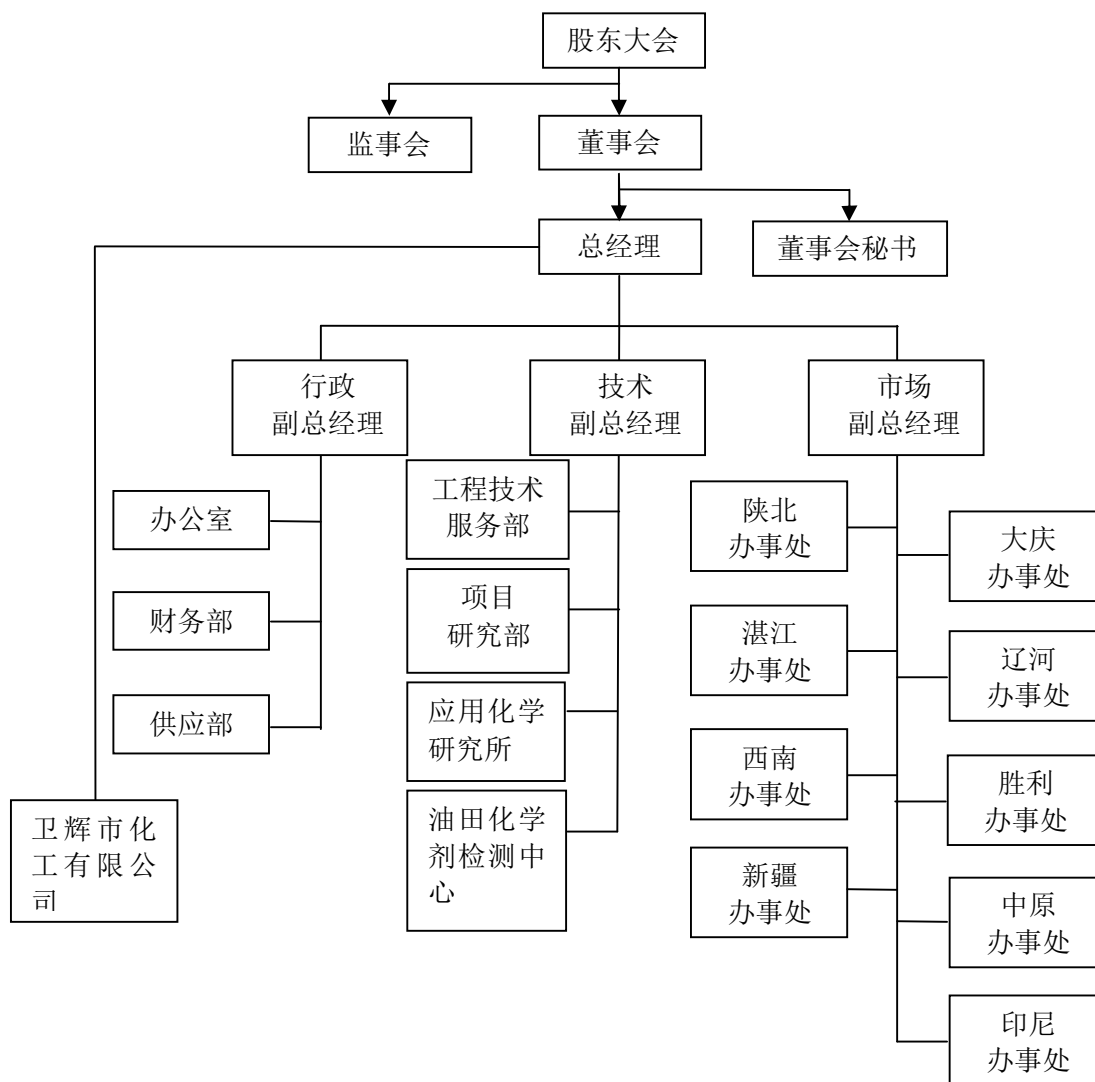 股东大会
监事会
董事会
总经理
董事会秘书
行政
副总经理
技术
副总经理
市场
副总经理
办公室
财务部
供应部
工程技术
服务部
项目
研究部
应用化学
研究所
油田化学
剂检测中
心
陕北
办事处
湛江
办事处
西南
办事处
新疆
办事处
大庆
办事处
辽河
办事处
胜利
办事处
中原
办事处
印尼
办事处
卫辉市化
工有限公
司